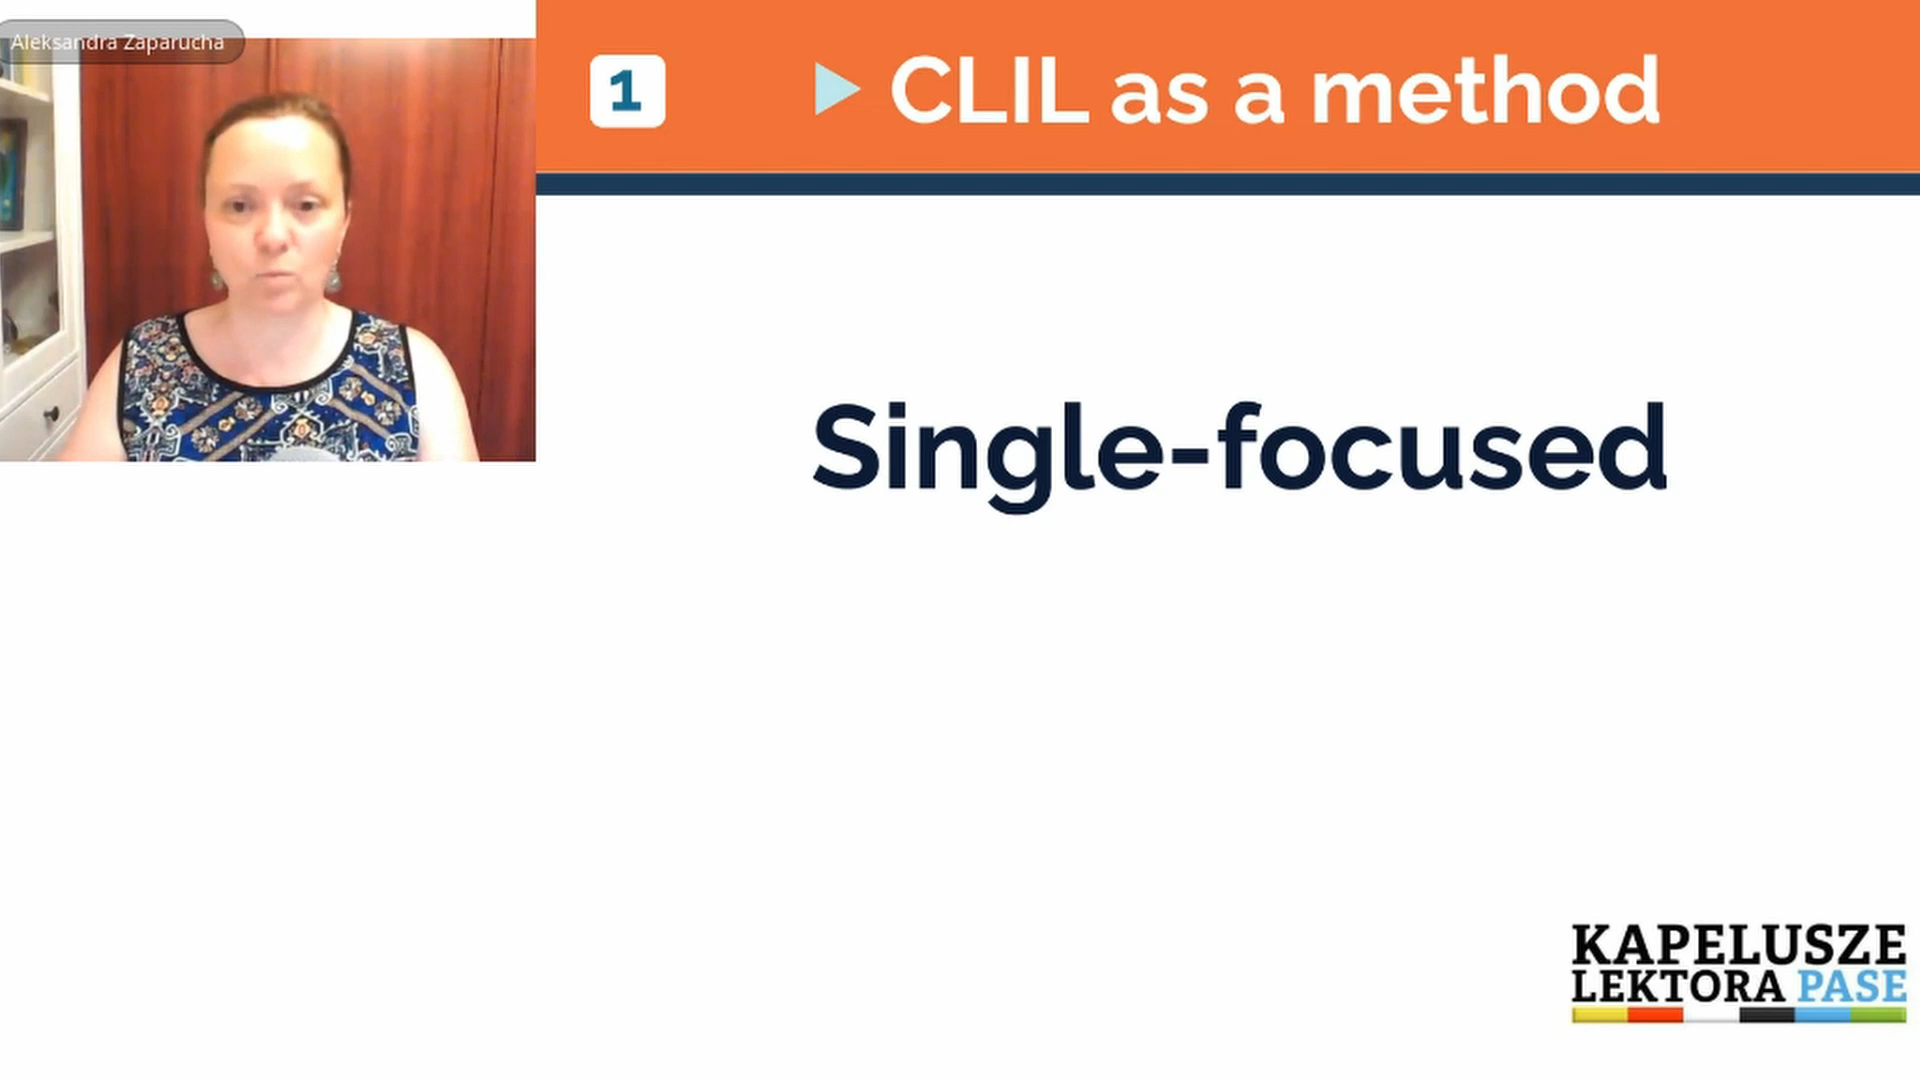 Aleksandra Zaparucha
1
CLIL as a method
Single-focused
KAPELUSZE
LEKTORA PASE